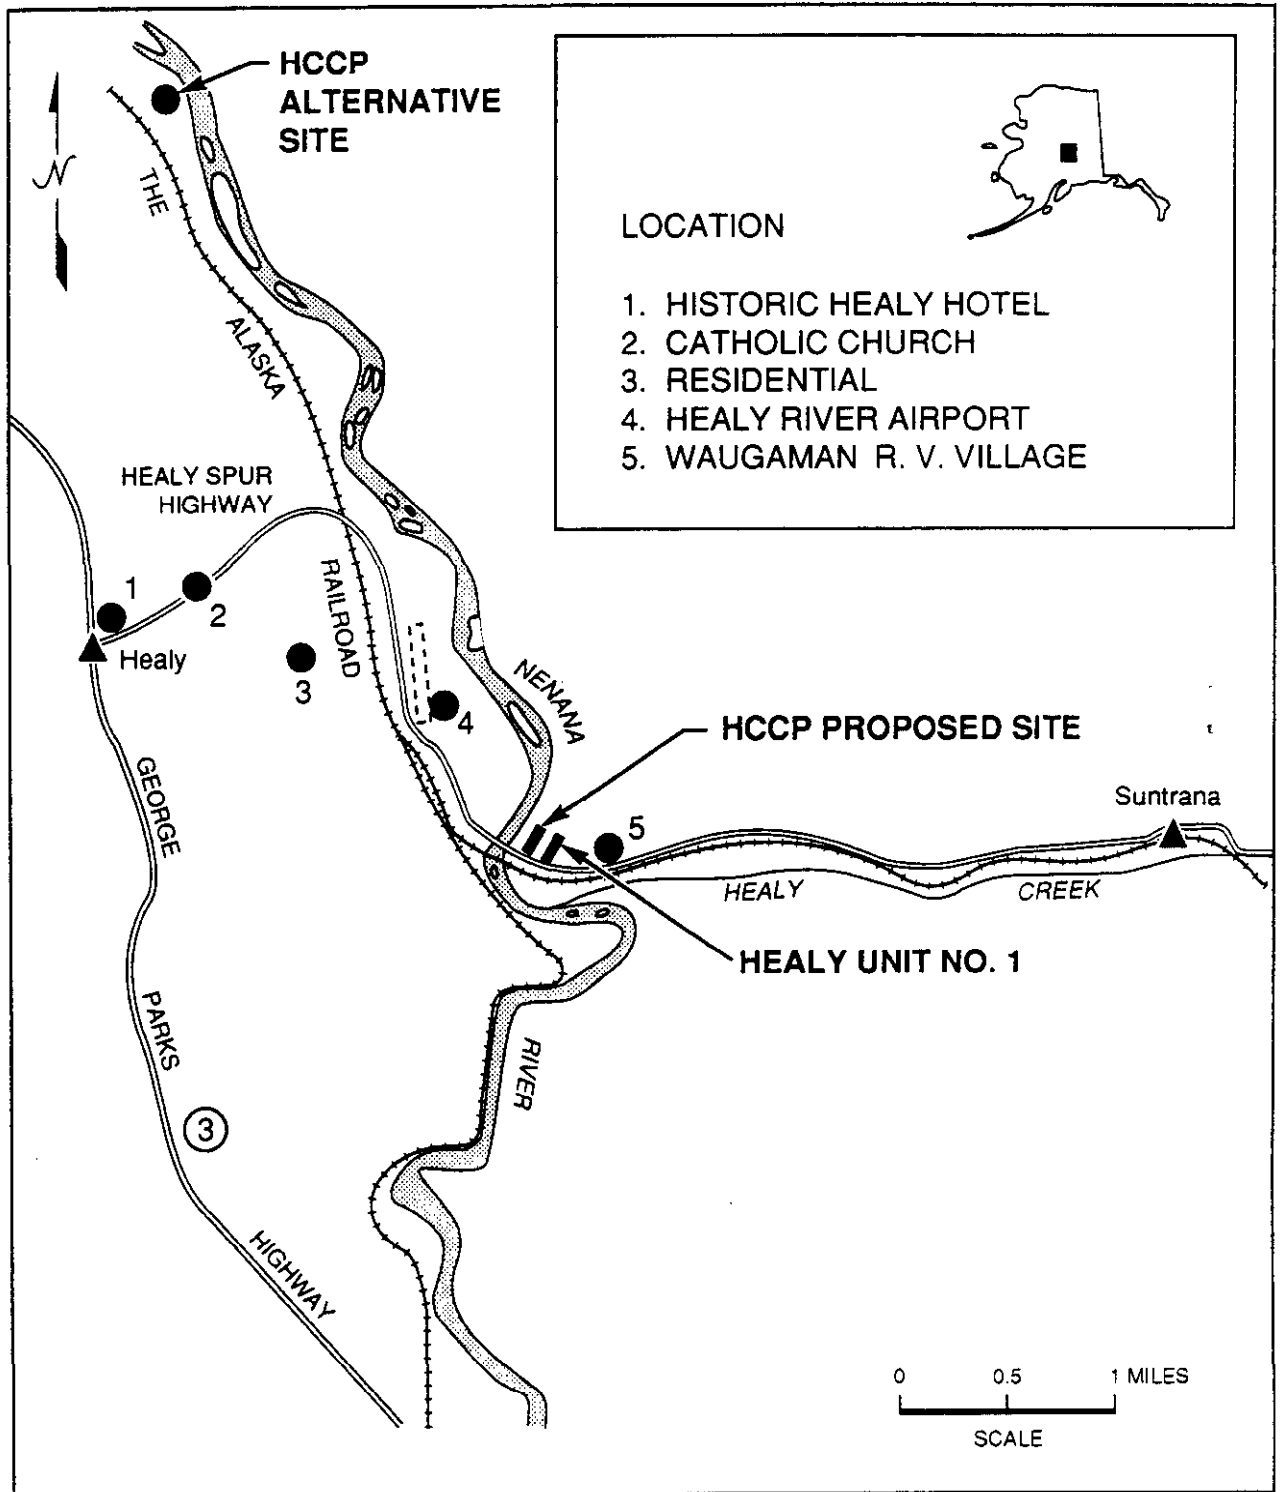 HCCP
ALTERNATIVE
SITE
N
THE
ALASKA
RAILROAD
LOCATION
1. HISTORIC HEALY HOTEL
2. CATHOLIC CHURCH
3. RESIDENTIAL
4. HEALY RIVER AIRPORT
5. WAUGAMAN R. V. VILLAGE
HEALY SPUR
HIGHWAY
1
2
Healy
3
4
NENANA
HCCP PROPOSED SITE
Suntrana
5
GEORGE
HEALY
CREEK
HEALY UNIT NO. 1
PARKS
RIVER
3
HIGHWAY
0 0.5 1 MILES
SCALE